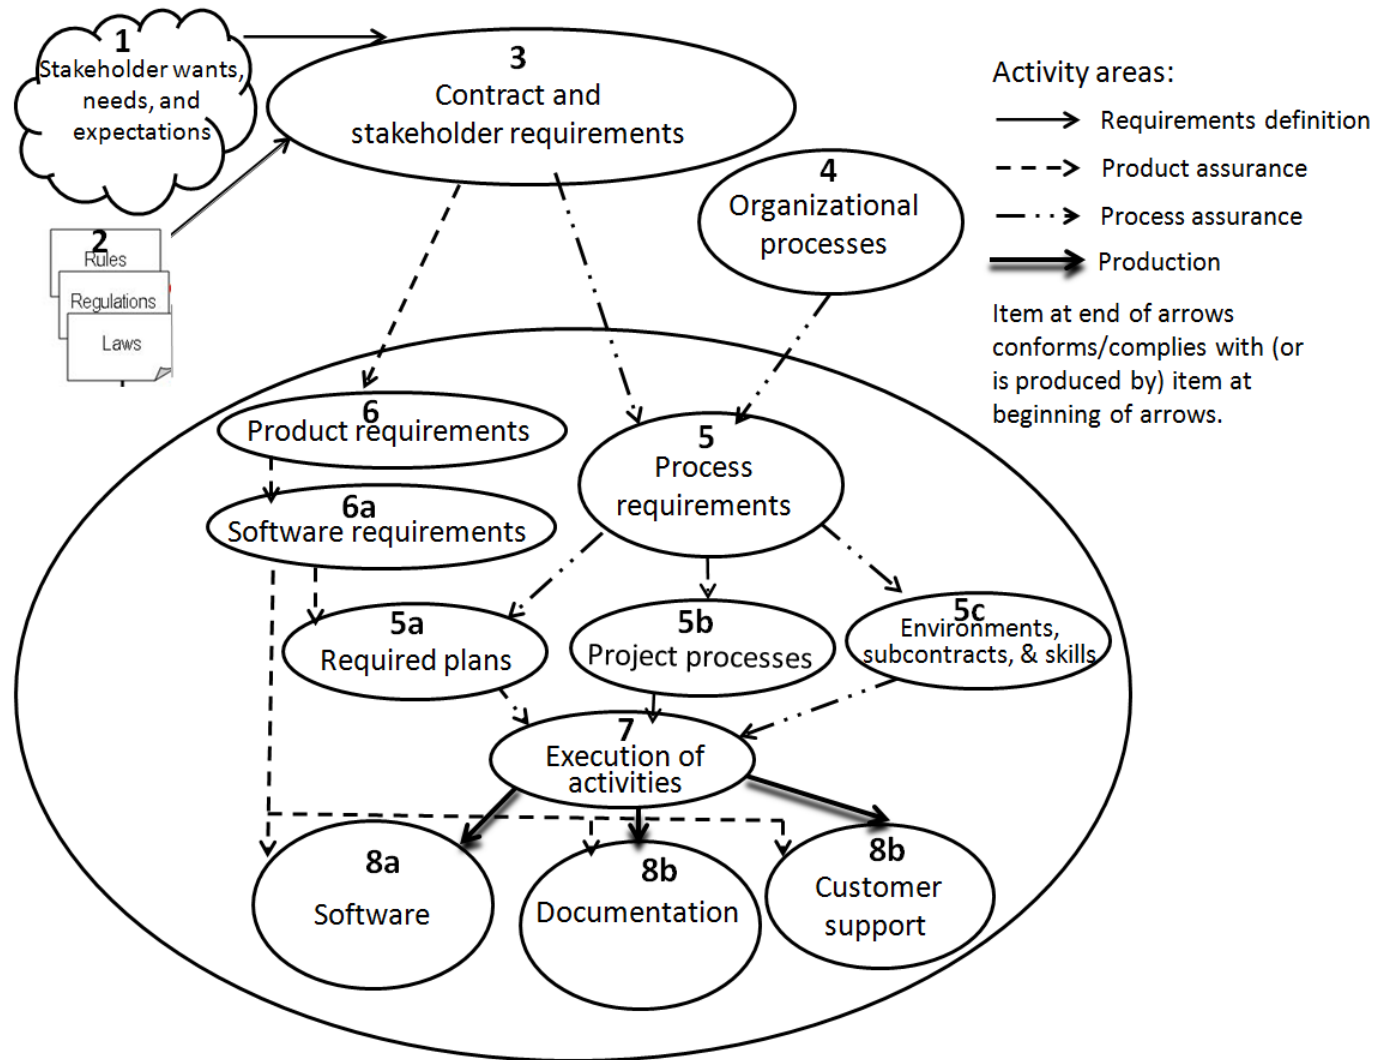 1
Stakeholder wants,
needs, and
expectations
2
Rules
Regulations
Laws
3
Contract and
stakeholder requirements
4
Organizational
processes
Activity areas:
Requirements definition
Product assurance
Process assurance
Production
Item at end of arrows
conforms/complies with (or
is produced by) item at
beginning of arrows.
6
Product requirements
5
Process
requirements
6a
Software requirements
5a
Required plans
5b
Project processes
5c
Environments,
subcontracts, & skills
7
Execution of
activities
8a
Software
8b
Documentation
8b
Customer
support